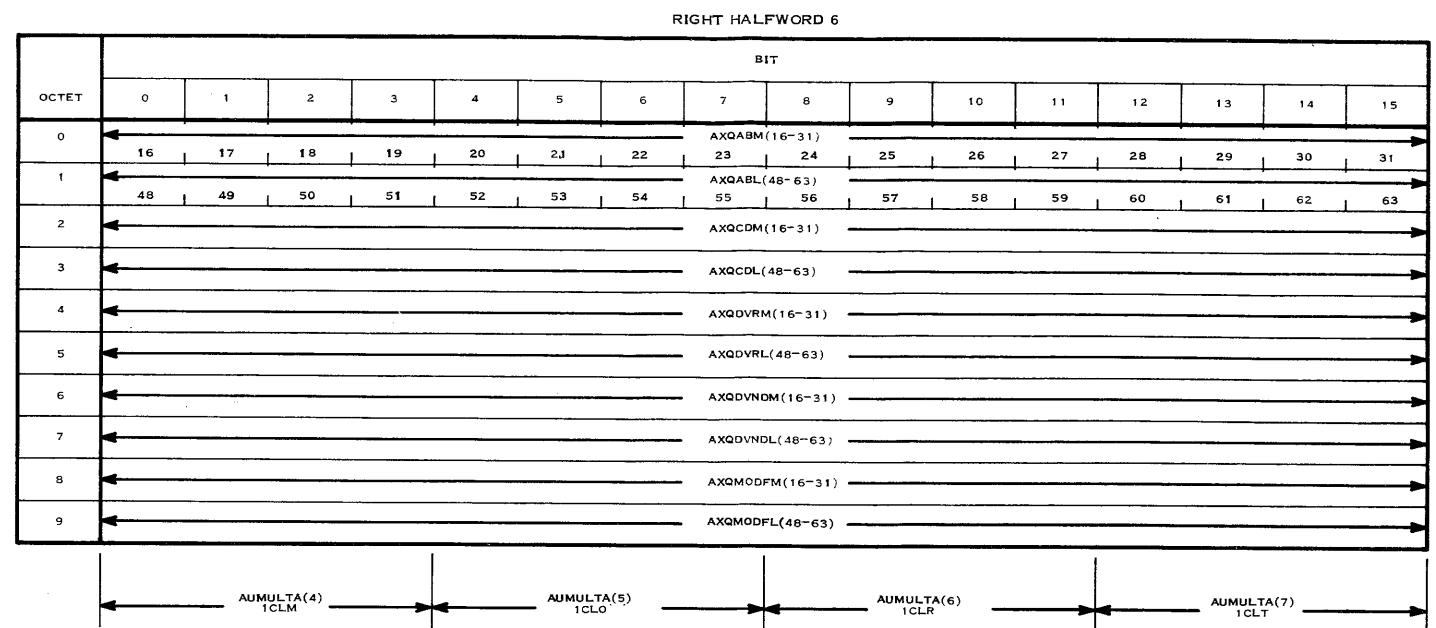 RIGHT HALFWORD 6
BIT
OCTET 0 1 2 3 4 5 6 7 8 9 10 11 12 13 14 15
0 AXQABM(16-31)
16 17 18 19 20 21 22 23 24 25 26 27 28 29 30 31
1 AXQABL(48-63)
48 49 50 51 52 53 54 55 56 57 58 59 60 61 62 63
2 AXQCDM(16-31)
3 AXQCDL(48-63)
4 AXQDVRM(16-31)
5 AXQDVRL(48-63)
6 AXQDVNDM(16-31)
7 AXQDVNDL(48-63)
8 AXQMODFM(16-31)
9 AXQMODFL(48-63)
AUMULTA(4) AUMULTA(5) AUMULTA(6) AUMULTA(7)
1CLM 1CLO 1CLR 1CLT